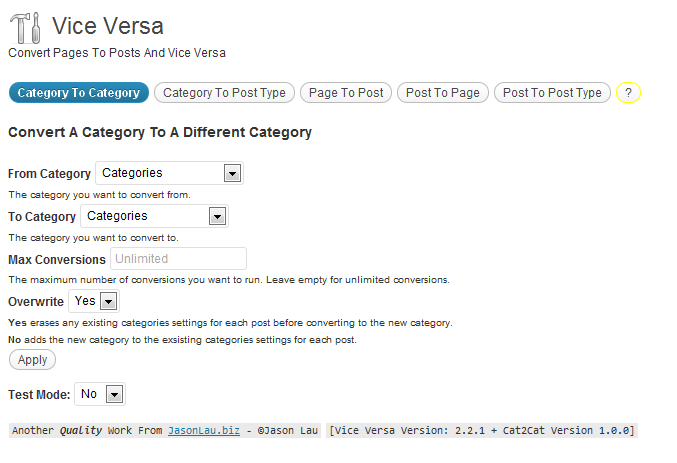 Vice Versa
Convert Pages To Posts And Vice Versa
Category To Category Category To Post Type Page To Post Post To Page Post To Post Type ?
Convert A Category To A Different Category
From Category Categories
The category you want to convert from.
To Category Categories
The category you want to convert to.
Max Conversions Unlimited
The maximum number of conversions you want to run. Leave empty for unlimited conversions.
Overwrite Yes
Yes erases any existing categories settings for each post before converting to the new category.
No adds the new category to the exsisting categories settings for each post.
Apply
Test Mode: No
Another Quality Work From JasonLau.biz - ©Jason Lau [Vice Versa Version: 2.2.1 + Cat2Cat Version 1.0.0]